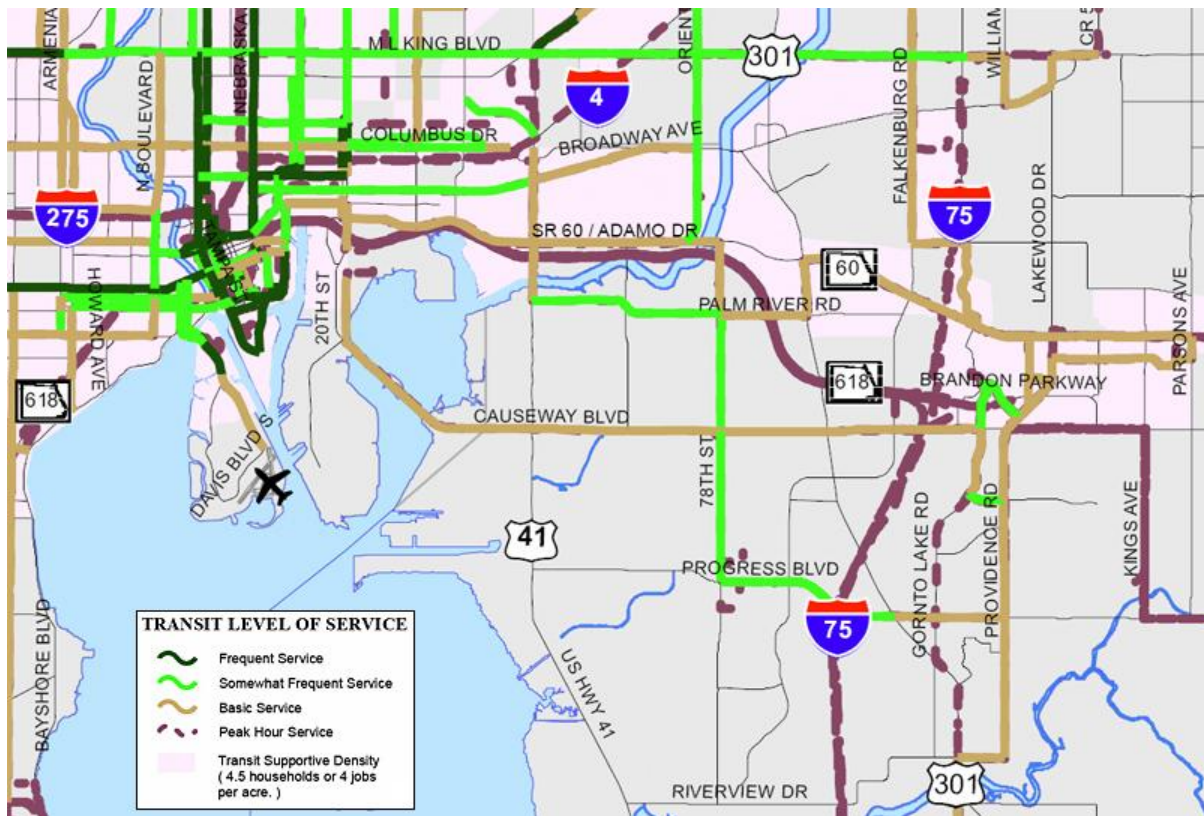 ARMENIA
N BOULEVARD
NEBRASKA
M L KING BLVD
ORIEN
301
FALKENBURG RD
WILLIAM
CR 5
4
COLUMBUS DR
BROADWAY AVE
275
75
LAKEWOOD DR
TAMPA ST
SR 60 / ADAMO DR
60
HOWARD AVE
20TH ST
PALM RIVER RD
PARSONS AVE
618
618
BRANDON PARKWAY
CAUSEWAY BLVD
DAVIS BLVD S
78TH ST
41
GORNTO LAKE RD
PROVIDENCE RD
KINGS AVE
PROGRESS BLVD
75
BAYSHORE BLVD
US HWY 41
TRANSIT LEVEL OF SERVICE
Frequent Service
Somewhat Frequent Service
Basic Service
Peak Hour Service
Transit Supportive Density
( 4.5 households or 4 jobs
per acre. )
RIVERVIEW DR
301